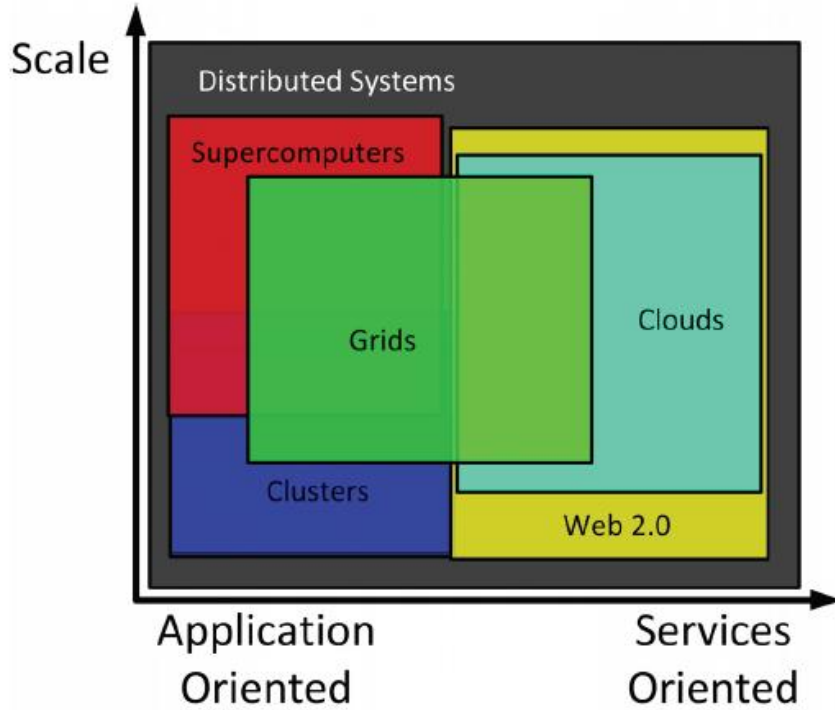 Scale
Distributed Systems
Supercomputers
Grids
Clouds
Clusters
Web 2.0
Application
Oriented
Services
Oriented